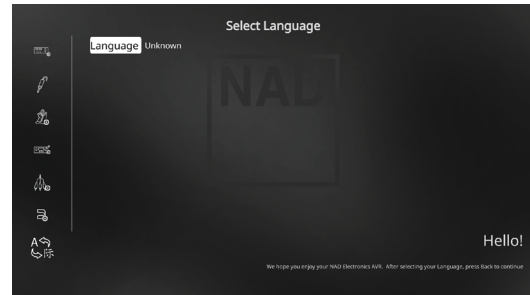 Select Language
Language Unknown
NAD
A
际
Hello!
We hope you enjoy your NAD Electronics AVR. After selecting your Language, press Back to continue